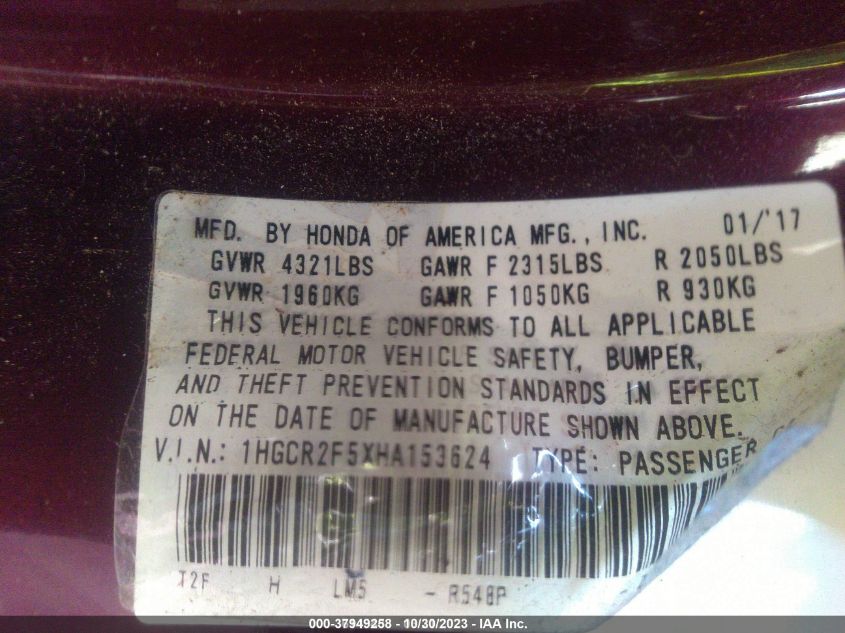 MFD. BY HONDA OF AMERICA MFG., INC. 01/'17
GVWR 4321LBS GAWR F 2315LBS R 2050LBS
GVWR 1960KG GAWR F 1050KG R 930KG
THIS VEHICLE CONFORMS TO ALL APPLICABLE
FEDERAL MOTOR VEHICLE SAFETY, BUMPER,
AND THEFT PREVENTION STANDARDS IN EFFECT
ON THE DATE OF MANUFACTURE SHOWN ABOVE.
V.I.N.: 1HGCR2F5XHA153624 TYPE: PASSENGER
T2F H LM5 - R548P
000-37949258 - 10/30/2023 - IAA Inc.